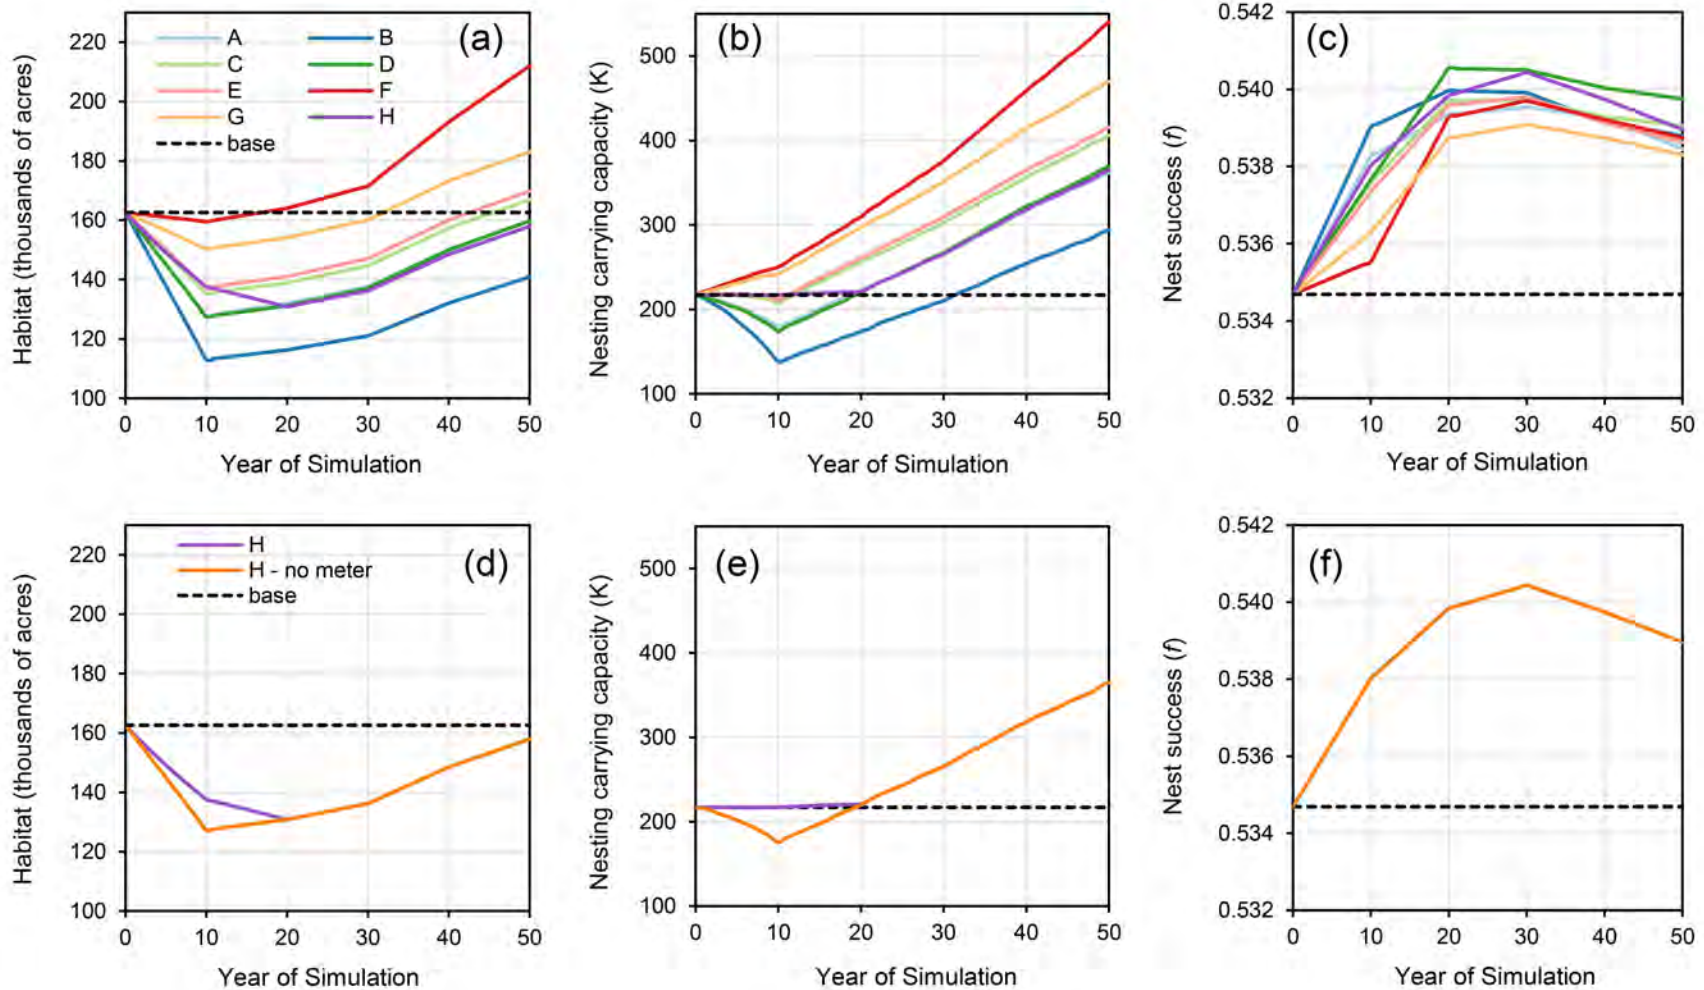 (a)
A B
C D
E F
G H
base
Habitat (thousands of acres)
220
200
180
160
140
120
100
0 10 20 30 40 50
Year of Simulation
(b)
Nesting carrying capacity (K)
500
400
300
200
100
0 10 20 30 40 50
Year of Simulation
(c)
Nest success (f)
0.542
0.540
0.538
0.536
0.534
0.532
0 10 20 30 40 50
Year of Simulation
(d)
H
H - no meter
base
Habitat (thousands of acres)
220
200
180
160
140
120
100
0 10 20 30 40 50
Year of Simulation
(e)
Nesting carrying capacity (K)
500
400
300
200
100
0 10 20 30 40 50
Year of Simulation
(f)
Nest success (f)
0.542
0.540
0.538
0.536
0.534
0.532
0 10 20 30 40 50
Year of Simulation